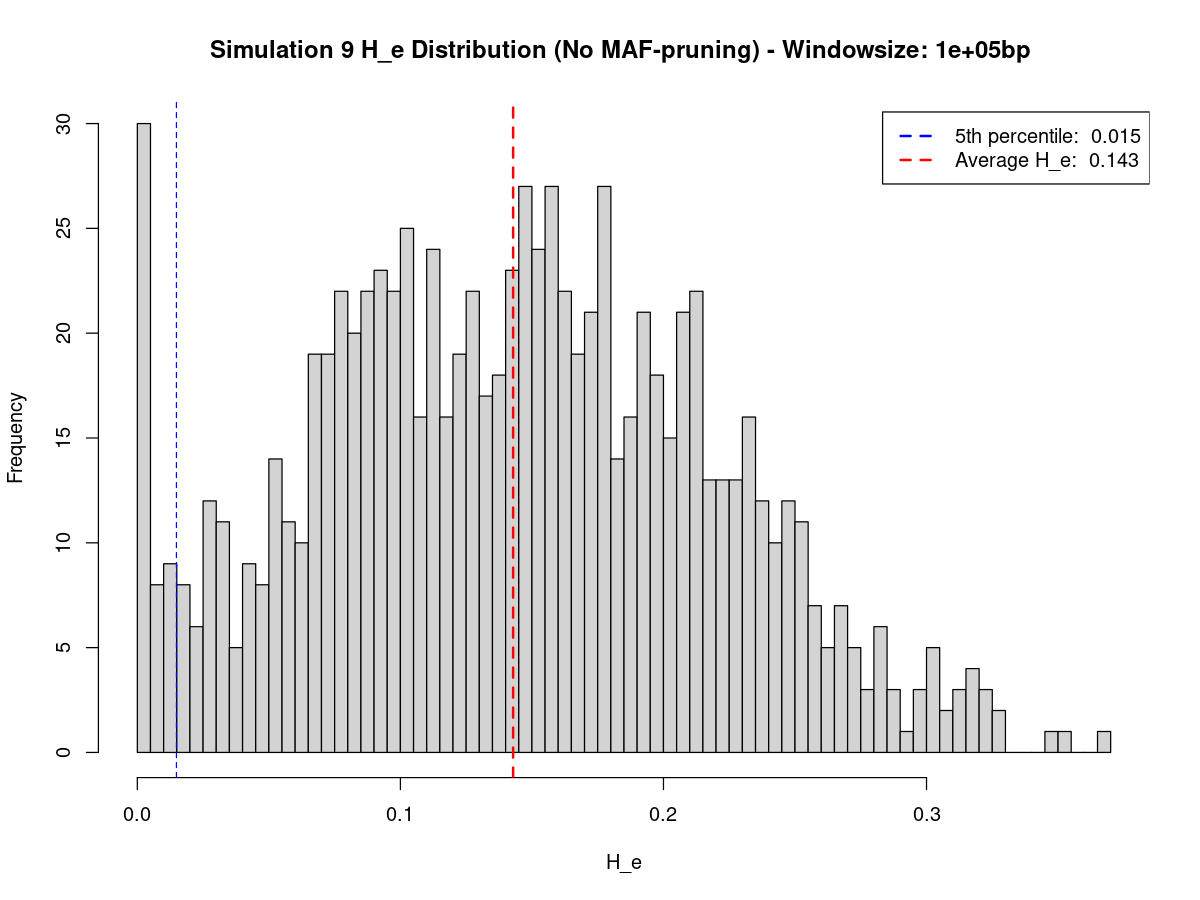 Simulation 9 H_e Distribution (No MAF-pruning) - Windowsize: 1e+05bp
5th percentile:  0.015
Average H_e:  0.143
Frequency
30
25
20
15
10
5
0
0.0 0.1 0.2 0.3
H_e